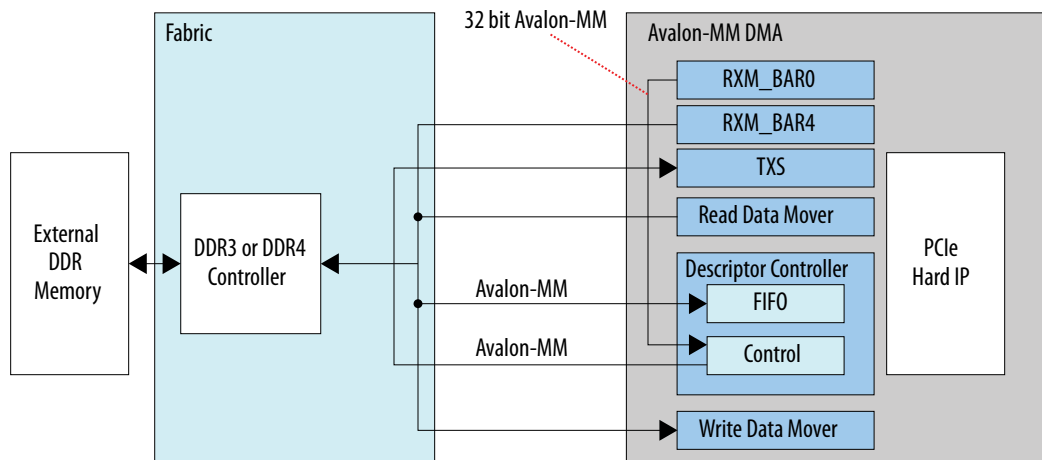 32 bit Avalon-MM
Fabric
Avalon-MM DMA
RXM_BAR0
RXM_BAR4
TXS
Read Data Mover
External
DDR
Memory
DDR3 or DDR4
Controller
PCIe
Hard IP
Descriptor Controller
Avalon-MM
FIFO
Avalon-MM
Control
Write Data Mover